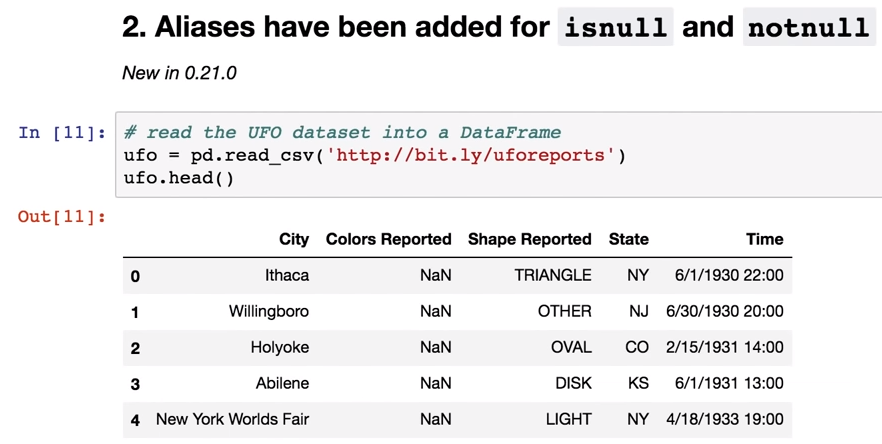 2. Aliases have been added for isnull and notnull
New in 0.21.0
In [11]: # read the UFO dataset into a DataFrame
ufo = pd.read_csv('http://bit.ly/uforeports')
ufo.head()
Out[11]:
City Colors Reported Shape Reported State Time
0 Ithaca NaN TRIANGLE NY 6/1/1930 22:00
1 Willingboro NaN OTHER NJ 6/30/1930 20:00
2 Holyoke NaN OVAL CO 2/15/1931 14:00
3 Abilene NaN DISK KS 6/1/1931 13:00
4 New York Worlds Fair NaN LIGHT NY 4/18/1933 19:00